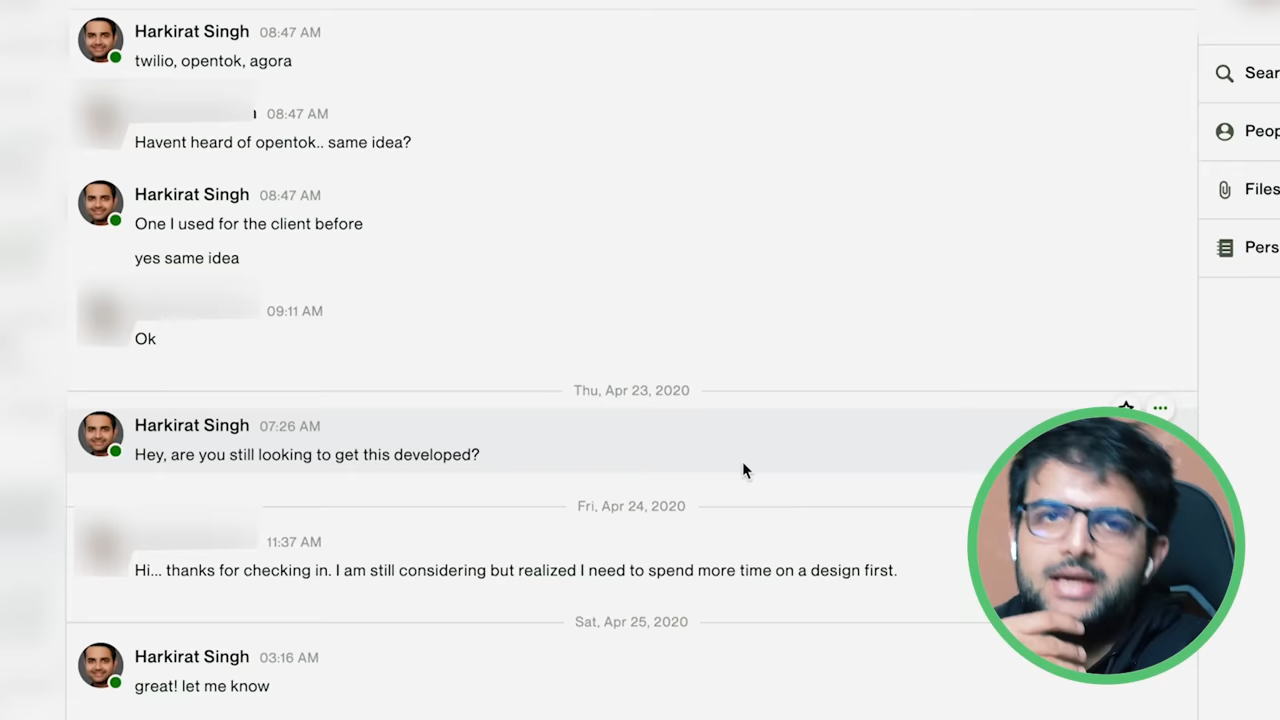 Harkirat Singh 08:47 AM
twilio, opentok, agora
08:47 AM
Havent heard of opentok.. same idea?
Harkirat Singh 08:47 AM
One I used for the client before
yes same idea
09:11 AM
Ok
Thu, Apr 23, 2020
Harkirat Singh 07:26 AM
Hey, are you still looking to get this developed?
Fri, Apr 24, 2020
11:37 AM
Hi... thanks for checking in. I am still considering but realized I need to spend more time on a design first.
Sat, Apr 25, 2020
Harkirat Singh 03:16 AM
great! let me know
Sear
Peop
Files
Pers